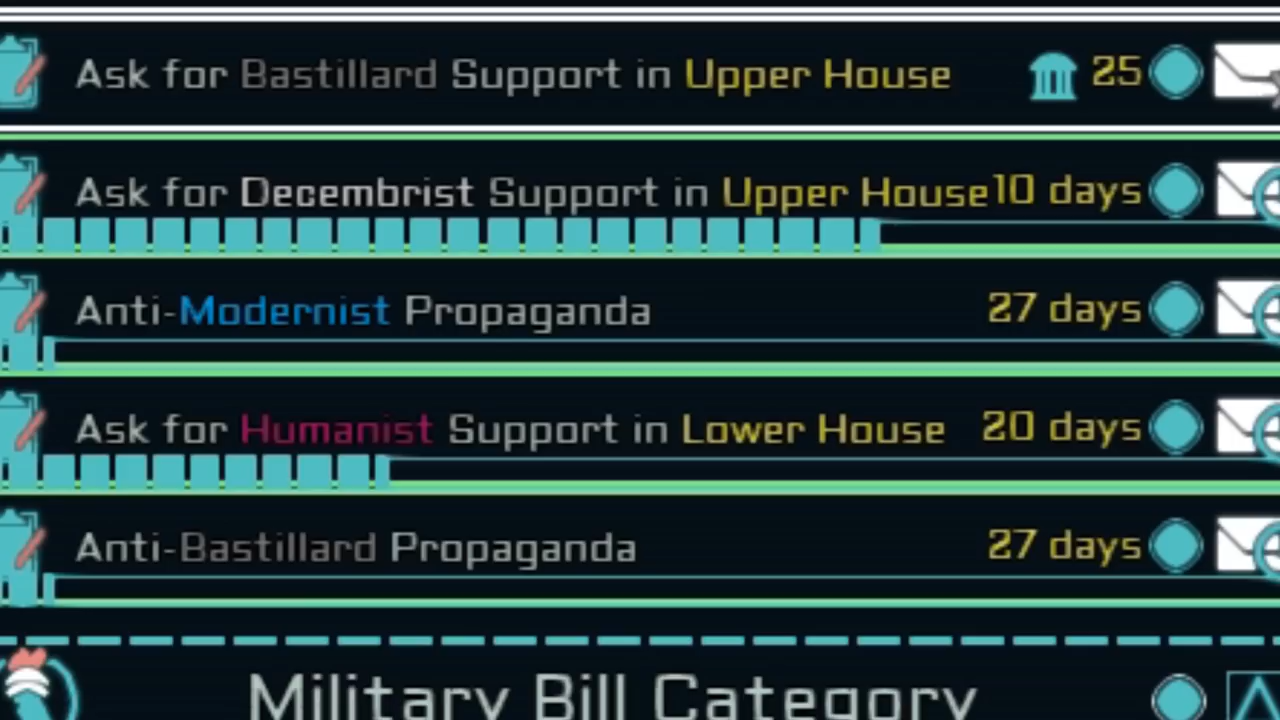 Ask for Bastillard Support in Upper House 25
Ask for Decembrist Support in Upper House 10 days
Anti-Modernist Propaganda 27 days
Ask for Humanist Support in Lower House 20 days
Anti-Bastillard Propaganda 27 days
Military Bill Category